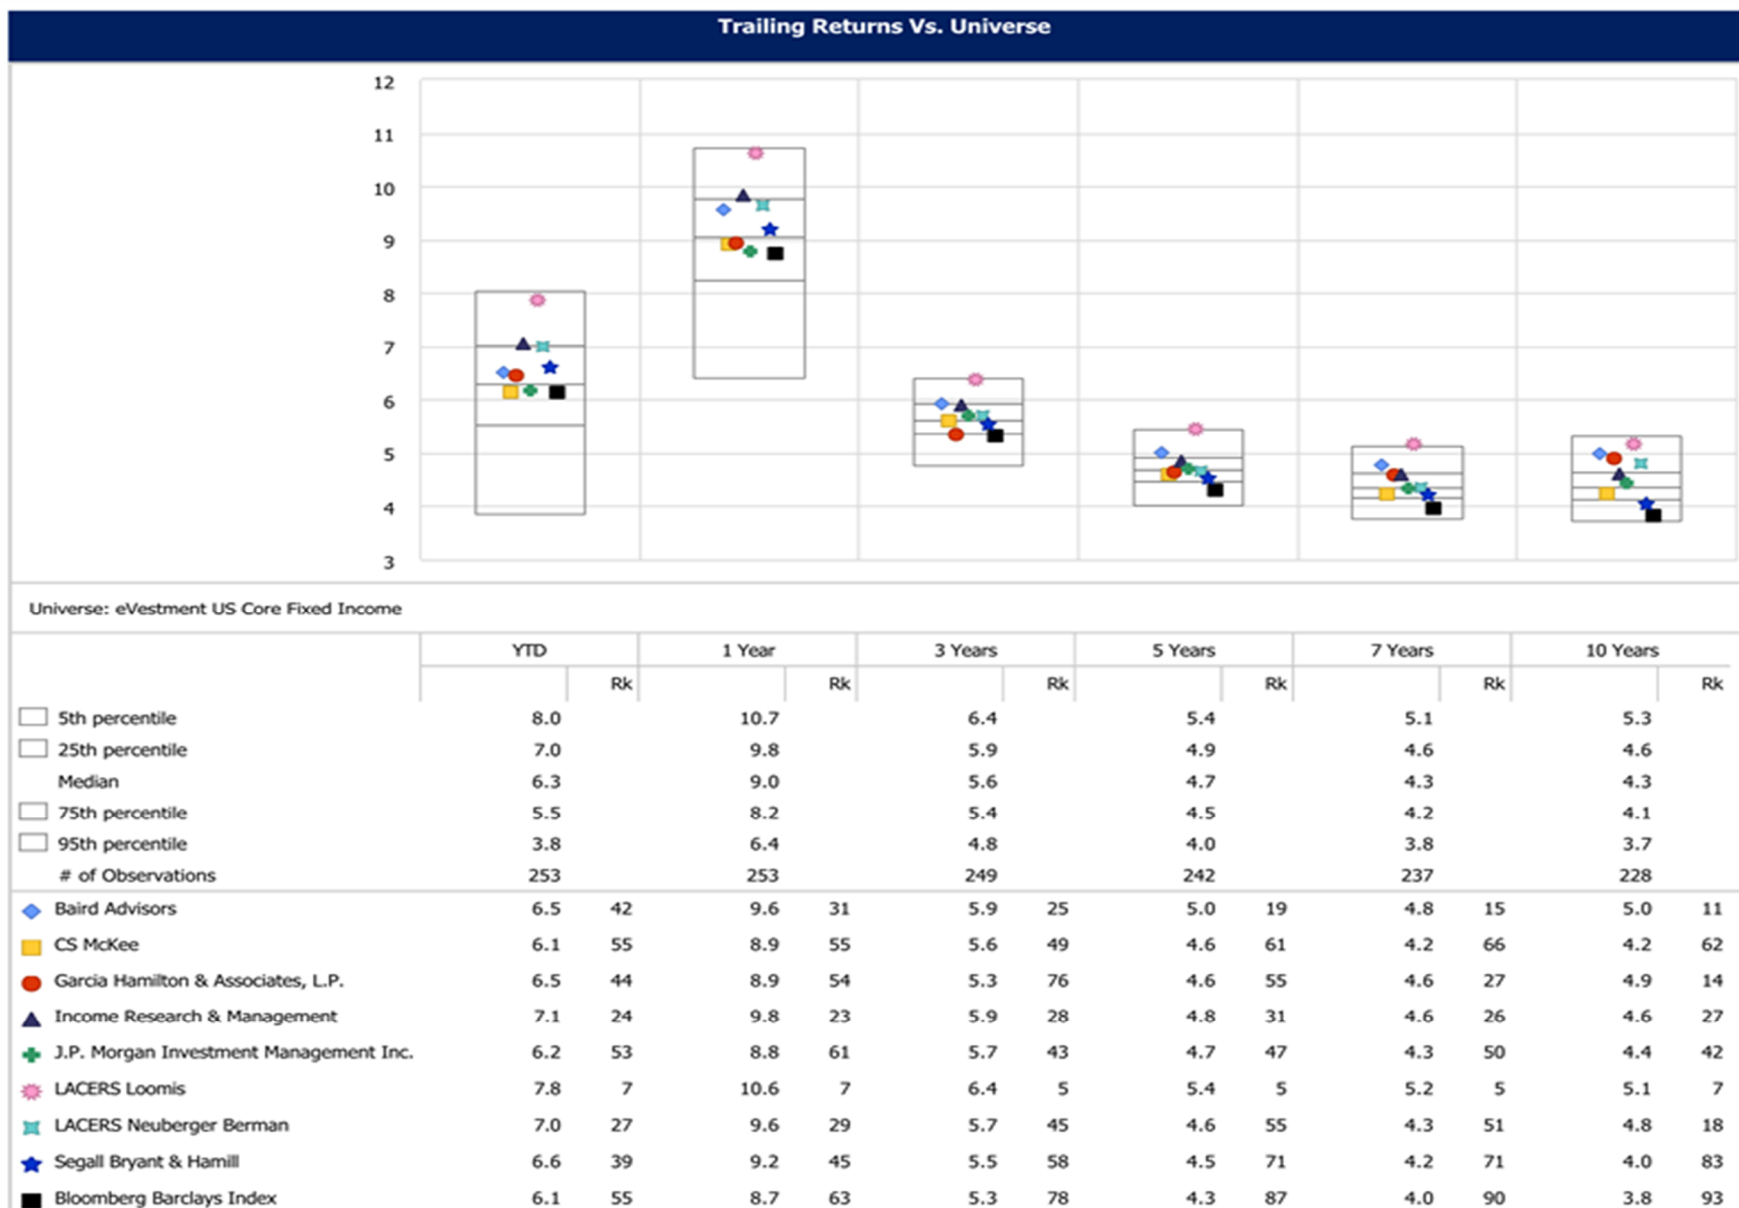 Trailing Returns Vs. Universe
12
11
10
9
8
7
6
5
4
3
Universe: eVestment US Core Fixed Income
YTD 1 Year 3 Years 5 Years 7 Years 10 Years
Rk Rk Rk Rk Rk Rk
5th percentile 8.0 10.7 6.4 5.4 5.1 5.3
25th percentile 7.0 9.8 5.9 4.9 4.6 4.6
Median 6.3 9.0 5.6 4.7 4.3 4.3
75th percentile 5.5 8.2 5.4 4.5 4.2 4.1
95th percentile 3.8 6.4 4.8 4.0 3.8 3.7
# of Observations 253 253 249 242 237 228
Baird Advisors 6.5 42 9.6 31 5.9 25 5.0 19 4.8 15 5.0 11
CS McKee 6.1 55 8.9 55 5.6 49 4.6 61 4.2 66 4.2 62
Garcia Hamilton & Associates, L.P. 6.5 44 8.9 54 5.3 76 4.6 55 4.6 27 4.9 14
Income Research & Management 7.1 24 9.8 23 5.9 28 4.8 31 4.6 26 4.6 27
J.P. Morgan Investment Management Inc. 6.2 53 8.8 61 5.7 43 4.7 47 4.3 50 4.4 42
LACERS Loomis 7.8 7 10.6 7 6.4 5 5.4 5 5.2 5 5.1 7
LACERS Neuberger Berman 7.0 27 9.6 29 5.7 45 4.6 55 4.3 51 4.8 18
Segall Bryant & Hamill 6.6 39 9.2 45 5.5 58 4.5 71 4.2 71 4.0 83
Bloomberg Barclays Index 6.1 55 8.7 63 5.3 78 4.3 87 4.0 90 3.8 93